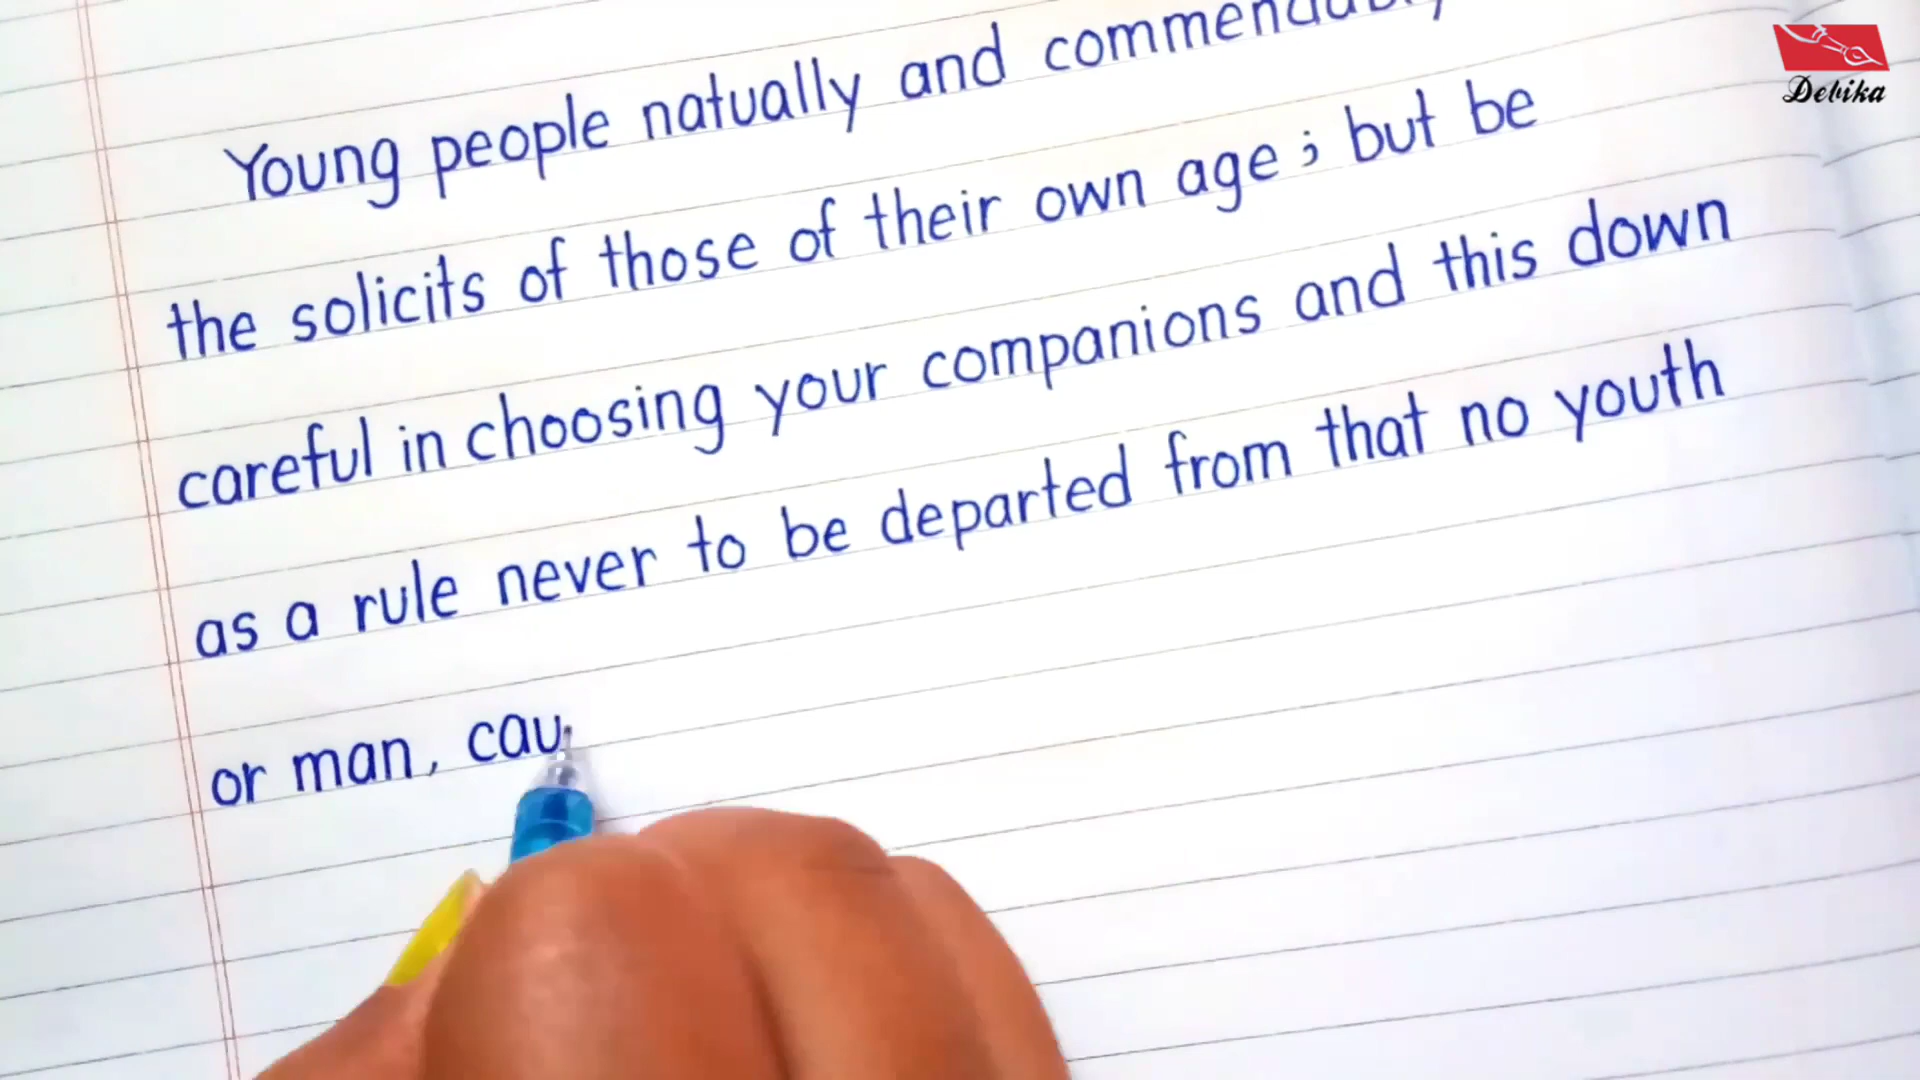 Young people natually and commendably
the solicits of those of their own age; but be
careful in choosing your companions and this down
as a rule never to be departed from that no youth
or man, cau
Debika